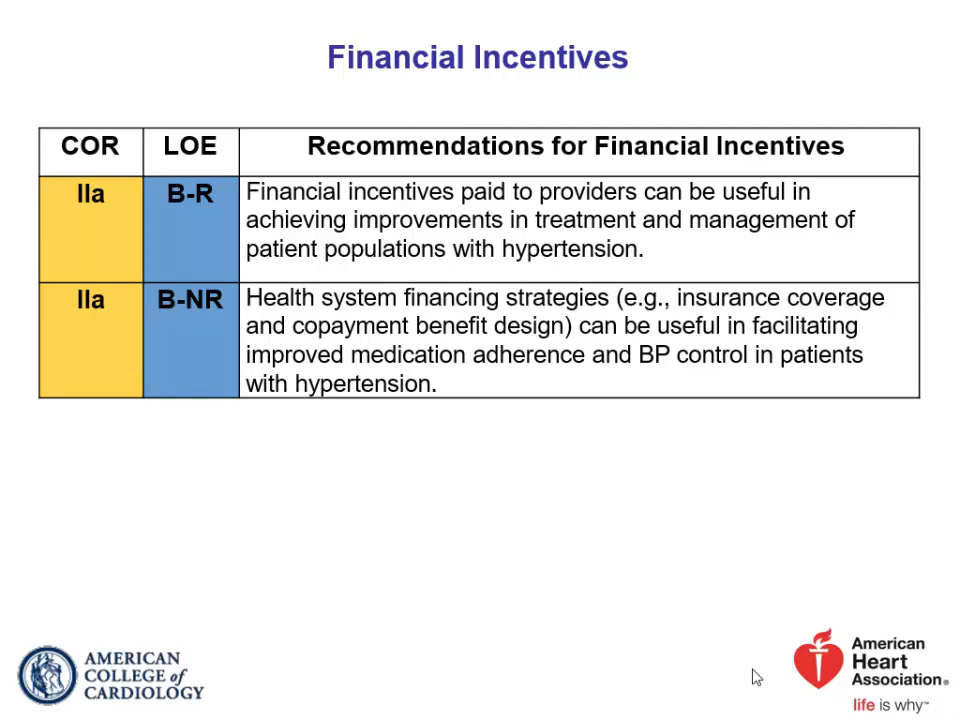 Financial Incentives
COR LOE Recommendations for Financial Incentives
IIa B-R Financial incentives paid to providers can be useful in
achieving improvements in treatment and management of
patient populations with hypertension.
IIa B-NR Health system financing strategies (e.g., insurance coverage
and copayment benefit design) can be useful in facilitating
improved medication adherence and BP control in patients
with hypertension.
AMERICAN
COLLEGE of
CARDIOLOGY
American
Heart
Association®
life is why™